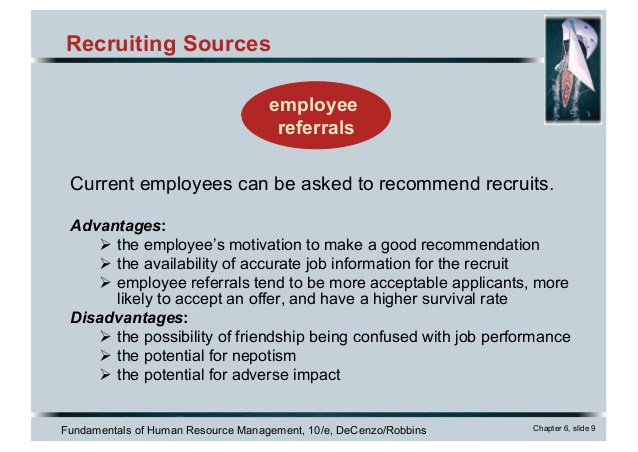 Recruiting Sources
employee
referrals
Current employees can be asked to recommend recruits.
Advantages:
➢ the employee’s motivation to make a good recommendation
➢ the availability of accurate job information for the recruit
➢ employee referrals tend to be more acceptable applicants, more
likely to accept an offer, and have a higher survival rate
Disadvantages:
➢ the possibility of friendship being confused with job performance
➢ the potential for nepotism
➢ the potential for adverse impact
Fundamentals of Human Resource Management, 10/e, DeCenzo/Robbins
Chapter 6, slide 9